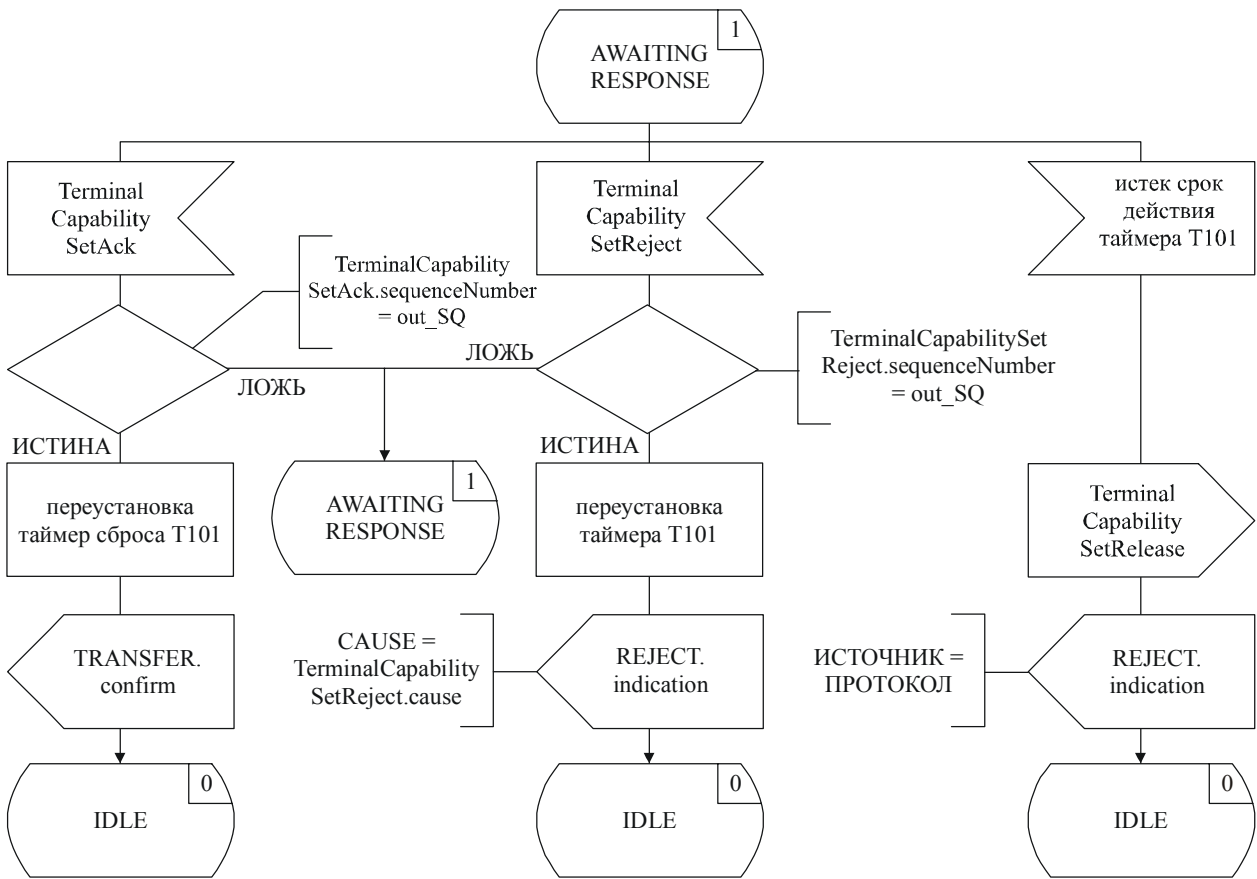 1
AWAITING
RESPONSE
Terminal
Capability
SetAck
Terminal
Capability
SetReject
истек срок
действия
таймера T101
TerminalCapability
SetAck.sequenceNumber
= out_SQ
TerminalCapabilitySet
Reject.sequenceNumber
= out_SQ
ЛОЖЬ
ЛОЖЬ
ИСТИНА
ИСТИНА
переустановка
таймер сброса T101
1
AWAITING
RESPONSE
переустановка
таймера T101
Terminal
Capability
SetRelease
TRANSFER.
confirm
CAUSE =
TerminalCapability
SetReject.cause
REJECT.
indication
ИСТОЧНИК =
ПРОТОКОЛ
REJECT.
indication
0
IDLE
0
IDLE
0
IDLE